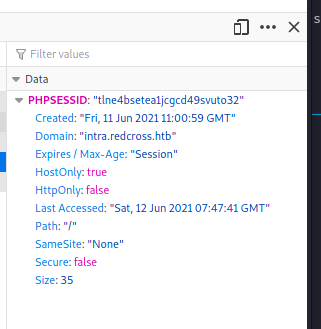 Filter values
Data
PHPSESSID: "tlne4bsetea1jcgcd49svuto32"
Created: "Fri, 11 Jun 2021 11:00:59 GMT"
Domain: "intra.redcross.htb"
Expires / Max-Age: "Session"
HostOnly: true
HttpOnly: false
Last Accessed: "Sat, 12 Jun 2021 07:47:41 GMT"
Path: "/"
SameSite: "None"
Secure: false
Size: 35